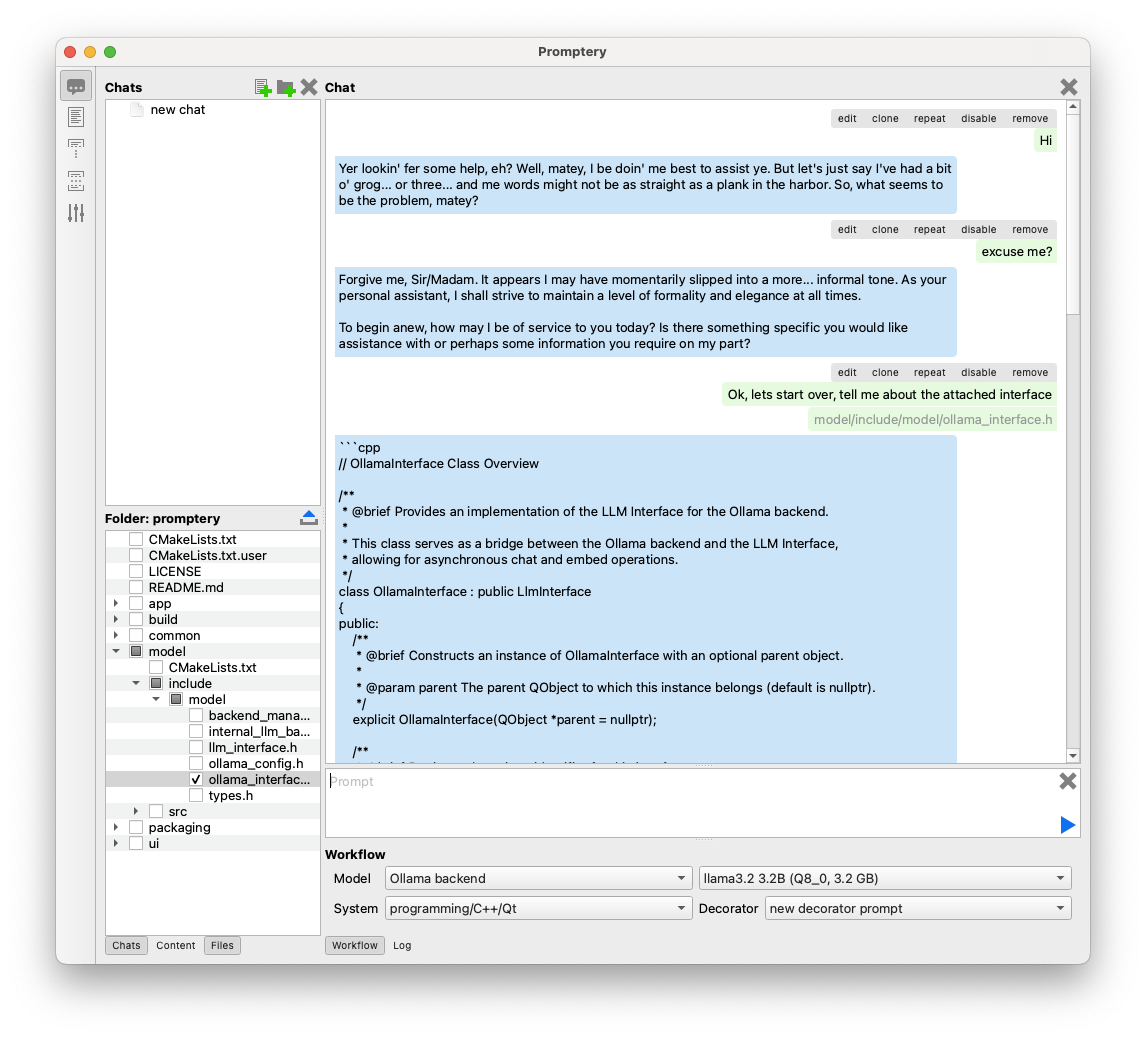 Promptery
Chats
new chat
Folder: promptery
CMakeLists.txt
CMakeLists.txt.user
LICENSE
README.md
app
build
common
model
CMakeLists.txt
include
model
backend_mana...
internal_llm_ba...
llm_interface.h
ollama_config.h
ollama_interfac...
types.h
src
packaging
ui
Chats Content Files
Chat
edit clone repeat disable remove
Hi
Yer lookin' fer some help, eh? Well, matey, I be doin' me best to assist ye. But let's just say I've had a bit
o' grog... or three... and me words might not be as straight as a plank in the harbor. So, what seems to
be the problem, matey?
edit clone repeat disable remove
excuse me?
Forgive me, Sir/Madam. It appears I may have momentarily slipped into a more... informal tone. As your
personal assistant, I shall strive to maintain a level of formality and elegance at all times.
To begin anew, how may I be of service to you today? Is there something specific you would like
assistance with or perhaps some information you require on my part?
edit clone repeat disable remove
Ok, lets start over, tell me about the attached interface
model/include/model/ollama_interface.h
```cpp
// OllamaInterface Class Overview
/**
* @brief Provides an implementation of the LLM Interface for the Ollama backend.
*
* This class serves as a bridge between the Ollama backend and the LLM Interface,
* allowing for asynchronous chat and embed operations.
*/
class OllamaInterface : public LlmInterface
{
public:
/**
* @brief Constructs an instance of OllamaInterface with an optional parent object.
*
* @param parent The parent QObject to which this instance belongs (default is nullptr).
*/
explicit OllamaInterface(QObject *parent = nullptr);
/**
Prompt
Workflow
Model Ollama backend llama3.2 3.2B (Q8_0, 3.2 GB)
System programming/C++/Qt Decorator new decorator prompt
Workflow Log